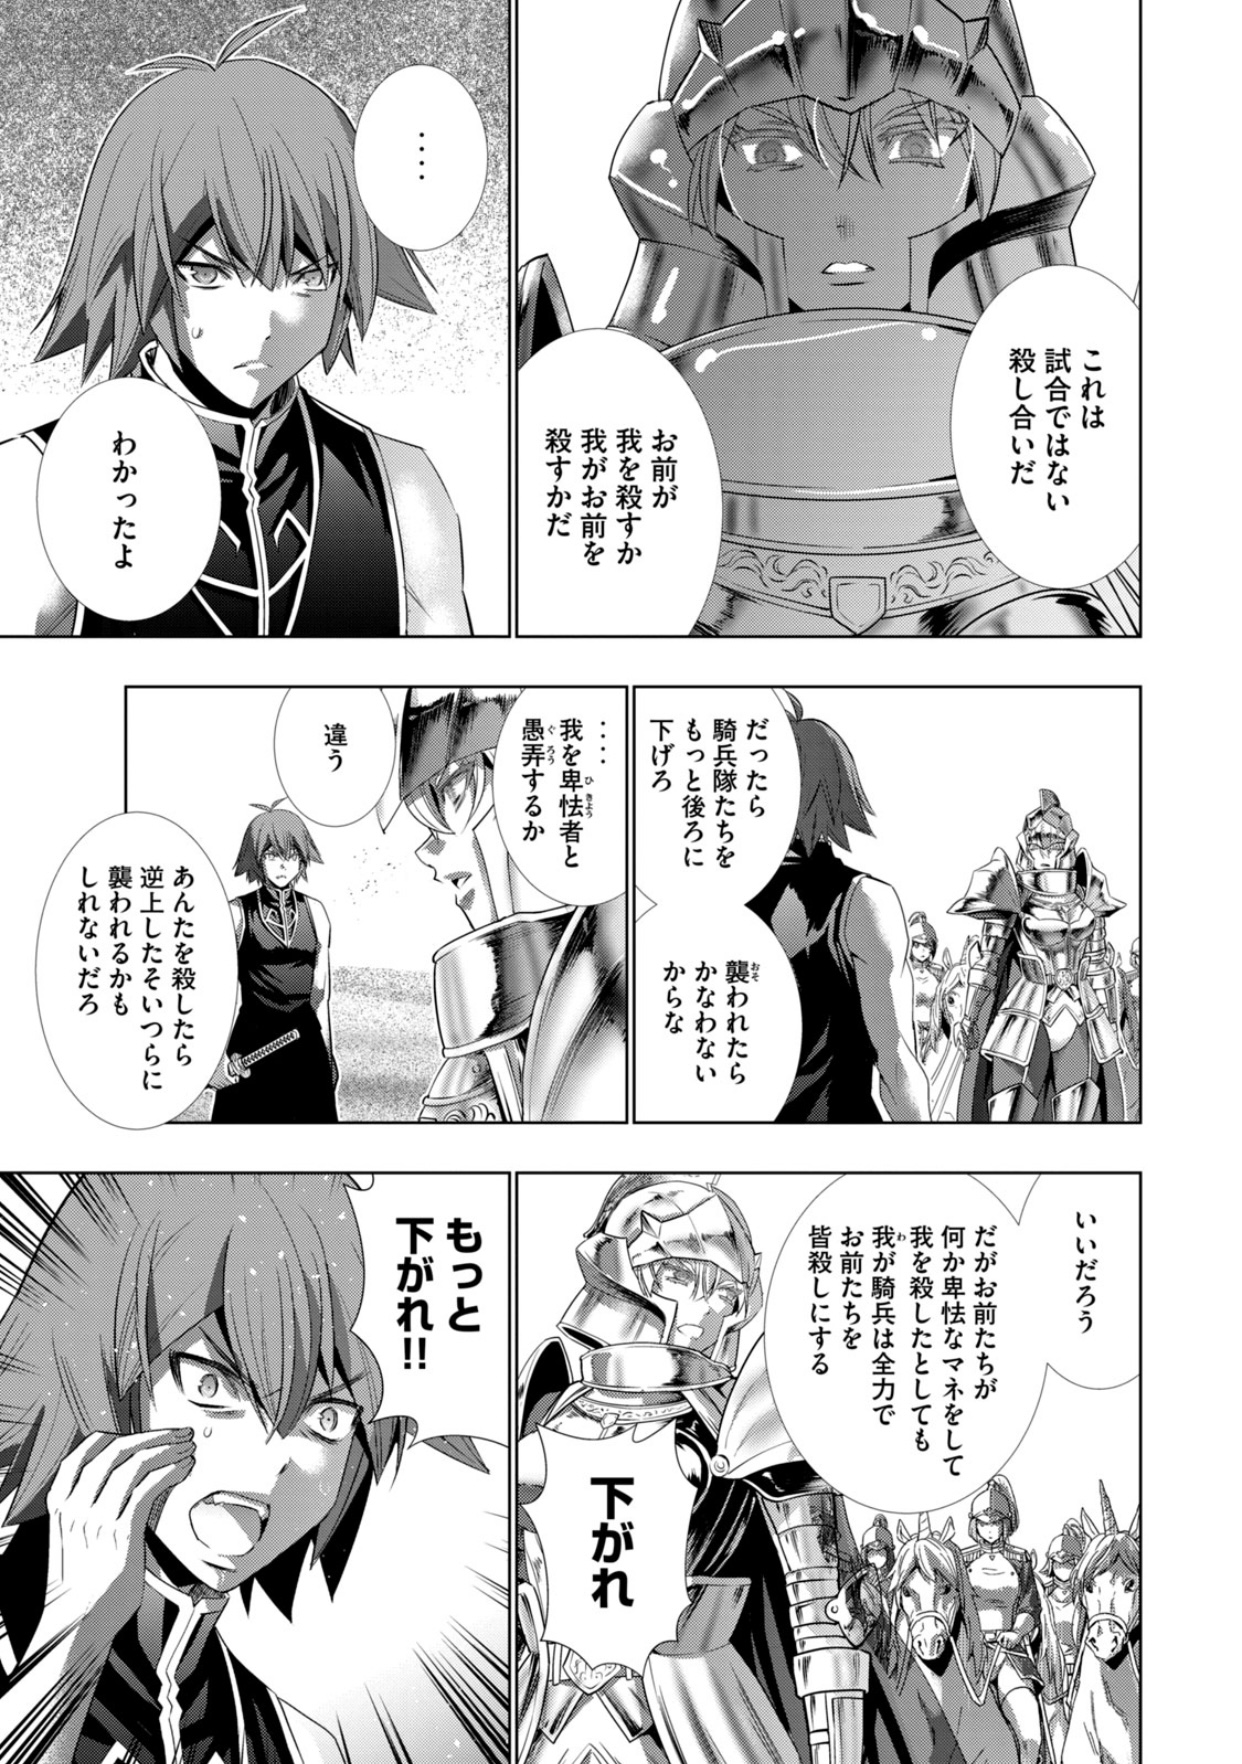 これは
試合ではない
殺し合いだ
お前が
我を殺すか
我がお前を
殺すかだ
‥‥
わかったよ
だったら
騎兵隊たちを
もっと後ろに
下げろ
襲われたら
かなわない
からな
‥‥
我を卑怯者と
愚弄するか
違う
あんたを殺したら
逆上したそいつらに
襲われるかも
しれないだろ
いいだろう
だがお前たちが
何か卑怯なマネをして
我を殺したとしても
我が騎兵は全力で
お前たちを
皆殺しにする
下がれ
もっと
下がれ!!